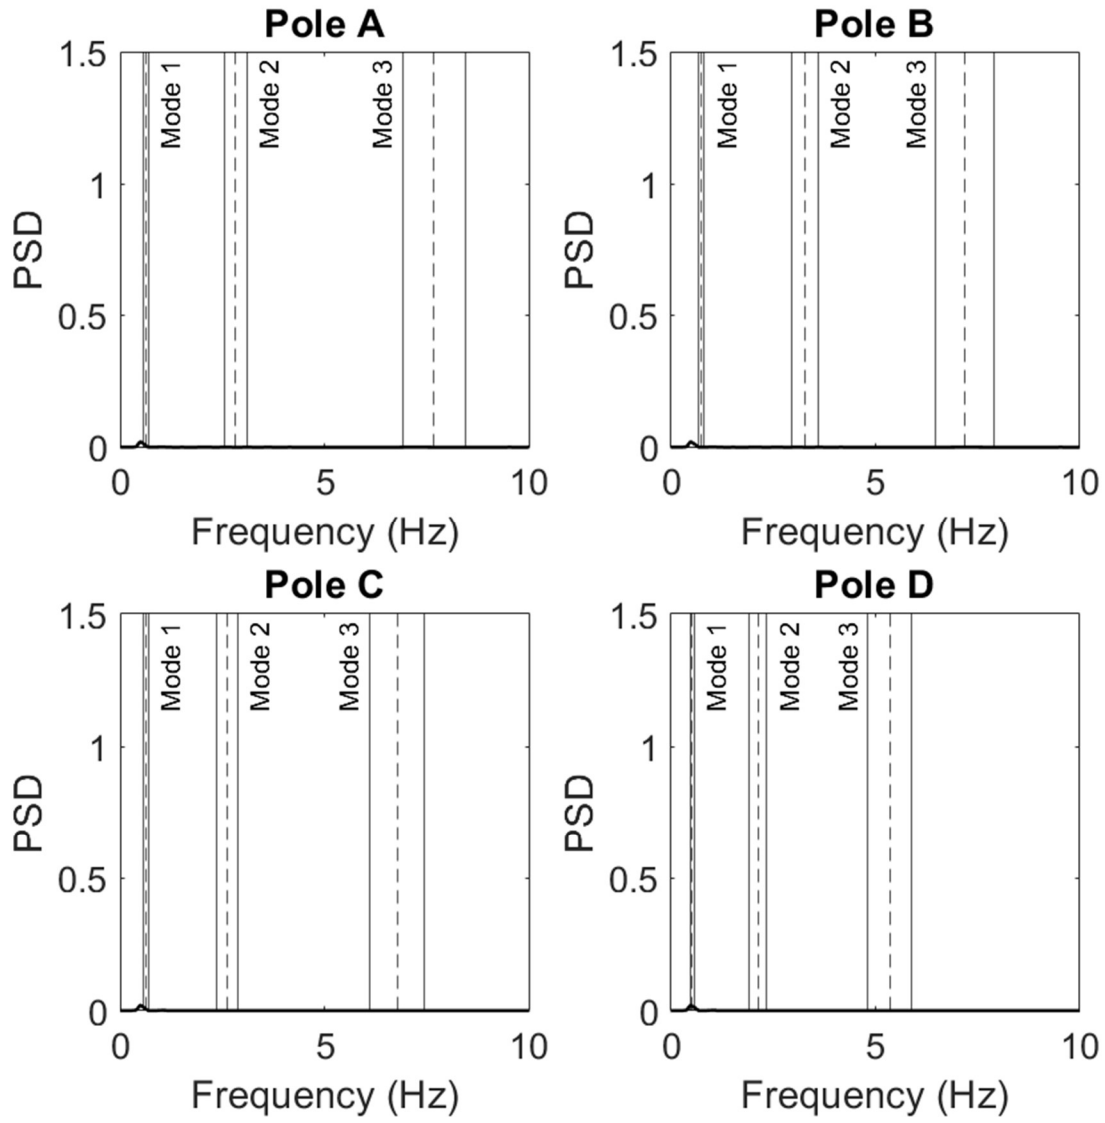 Pole A
1.5
1
0.5
0
PSD
Mode 1
Mode 2
Mode 3
0 5 10
Frequency (Hz)
Pole B
1.5
1
0.5
0
PSD
Mode 1
Mode 2
Mode 3
0 5 10
Frequency (Hz)
Pole C
1.5
1
0.5
0
PSD
Mode 1
Mode 2
Mode 3
0 5 10
Frequency (Hz)
Pole D
1.5
1
0.5
0
PSD
Mode 1
Mode 2
Mode 3
0 5 10
Frequency (Hz)